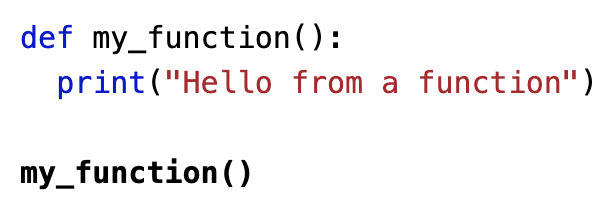 def my_function():
  print("Hello from a function")
my_function()